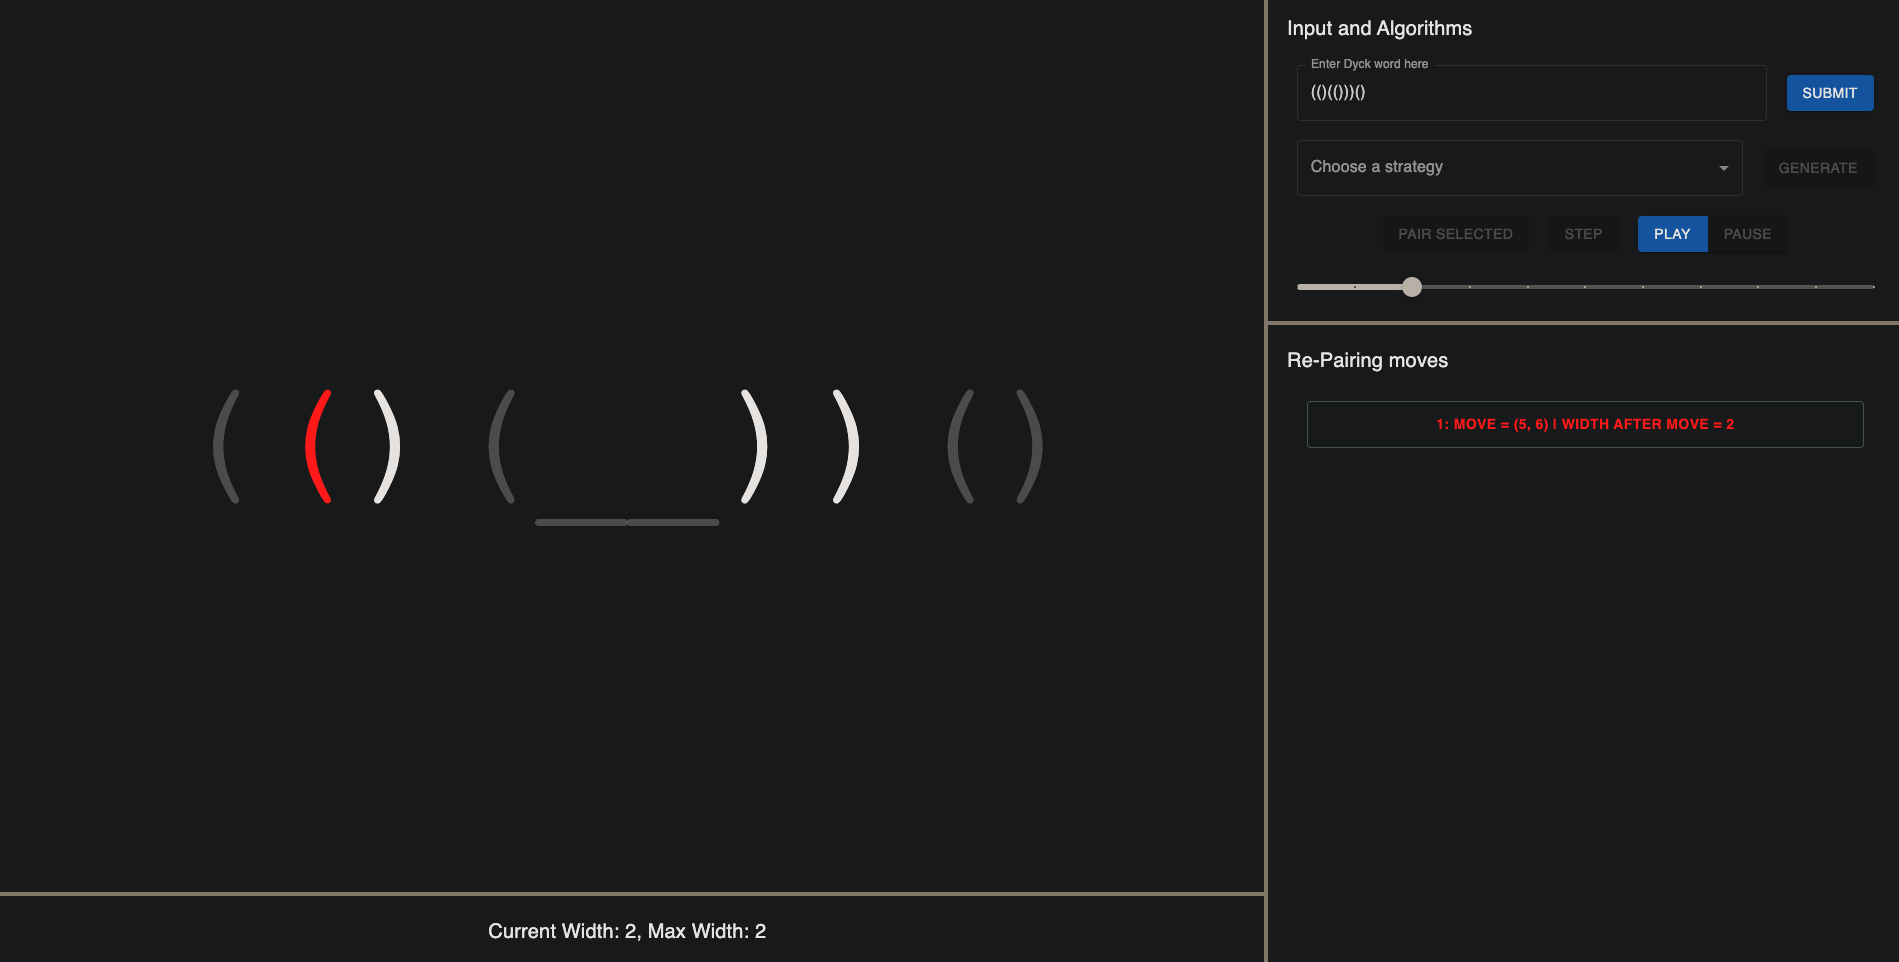 ( ( ) ( ) ) ( )
Current Width: 2, Max Width: 2
Input and Algorithms
Enter Dyck word here
(()(()))()
SUBMIT
Choose a strategy
GENERATE
PAIR SELECTED STEP PLAY PAUSE
Re-Pairing moves
1: MOVE = (5, 6) | WIDTH AFTER MOVE = 2